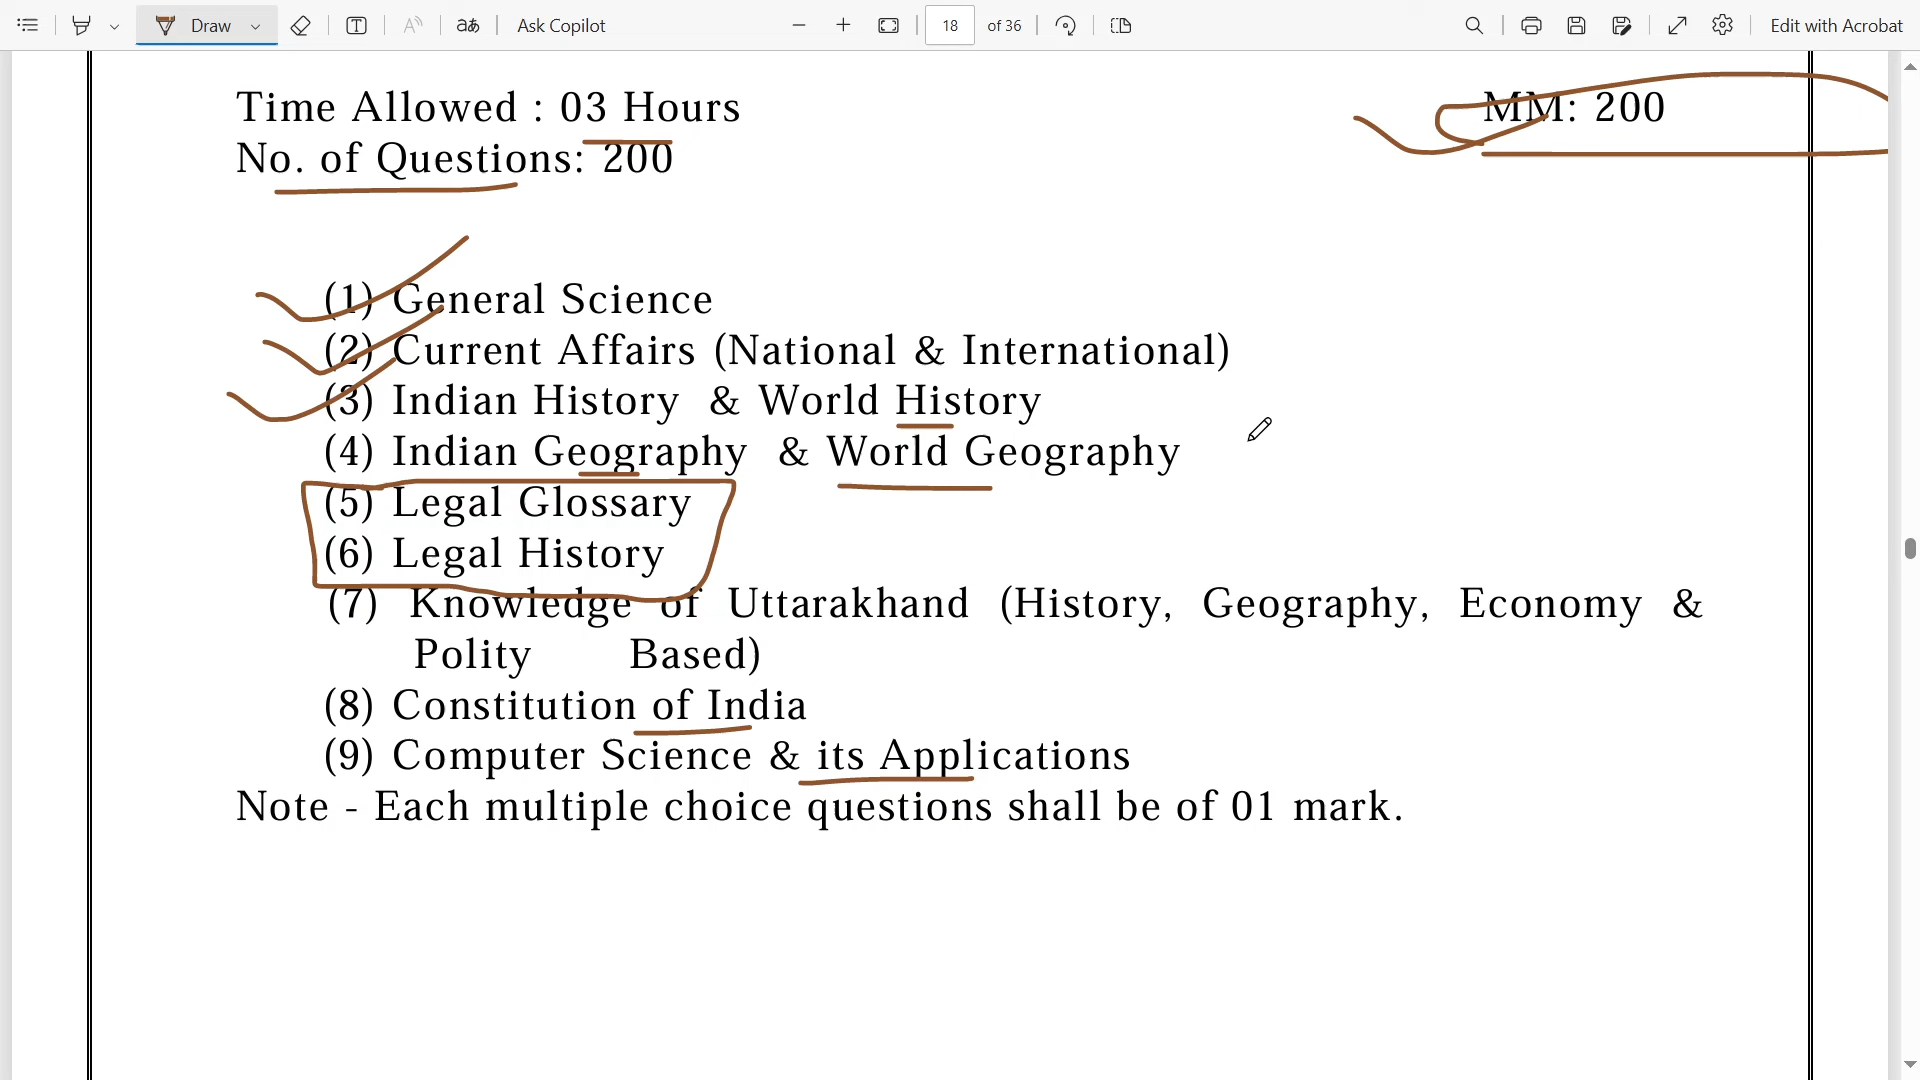 Draw
T
A
aあ
Ask Copilot
18
of 36
Edit with Acrobat
Time Allowed : 03 Hours MM: 200
No. of Questions: 200
(1) General Science
(2) Current Affairs (National & International)
(3) Indian History & World History
(4) Indian Geography & World Geography
(5) Legal Glossary
(6) Legal History
(7) Knowledge of Uttarakhand (History, Geography, Economy &
Polity Based)
(8) Constitution of India
(9) Computer Science & its Applications
Note - Each multiple choice questions shall be of 01 mark.